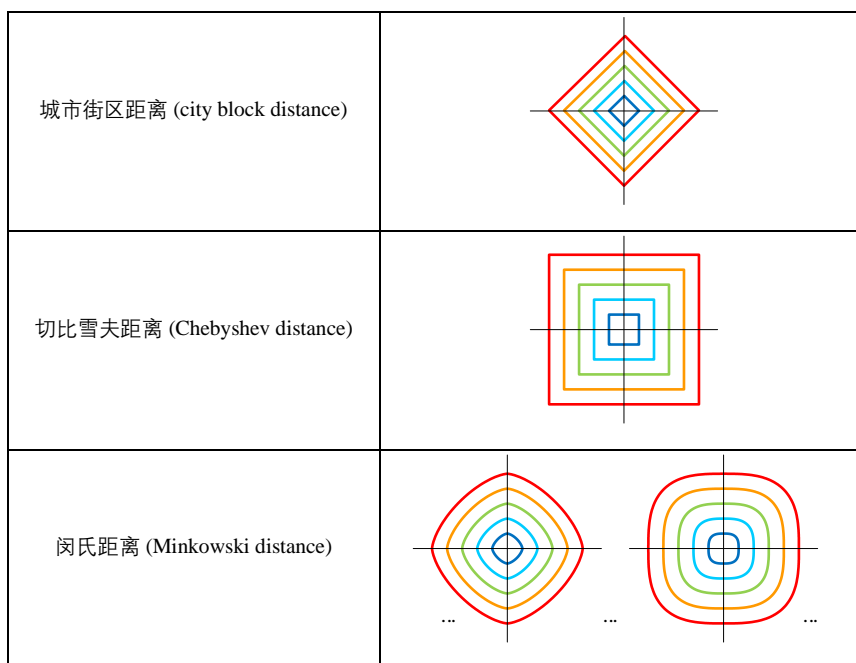 城市街区距离 (city block distance)
切比雪夫距离 (Chebyshev distance)
闵氏距离 (Minkowski distance)
... ... ...